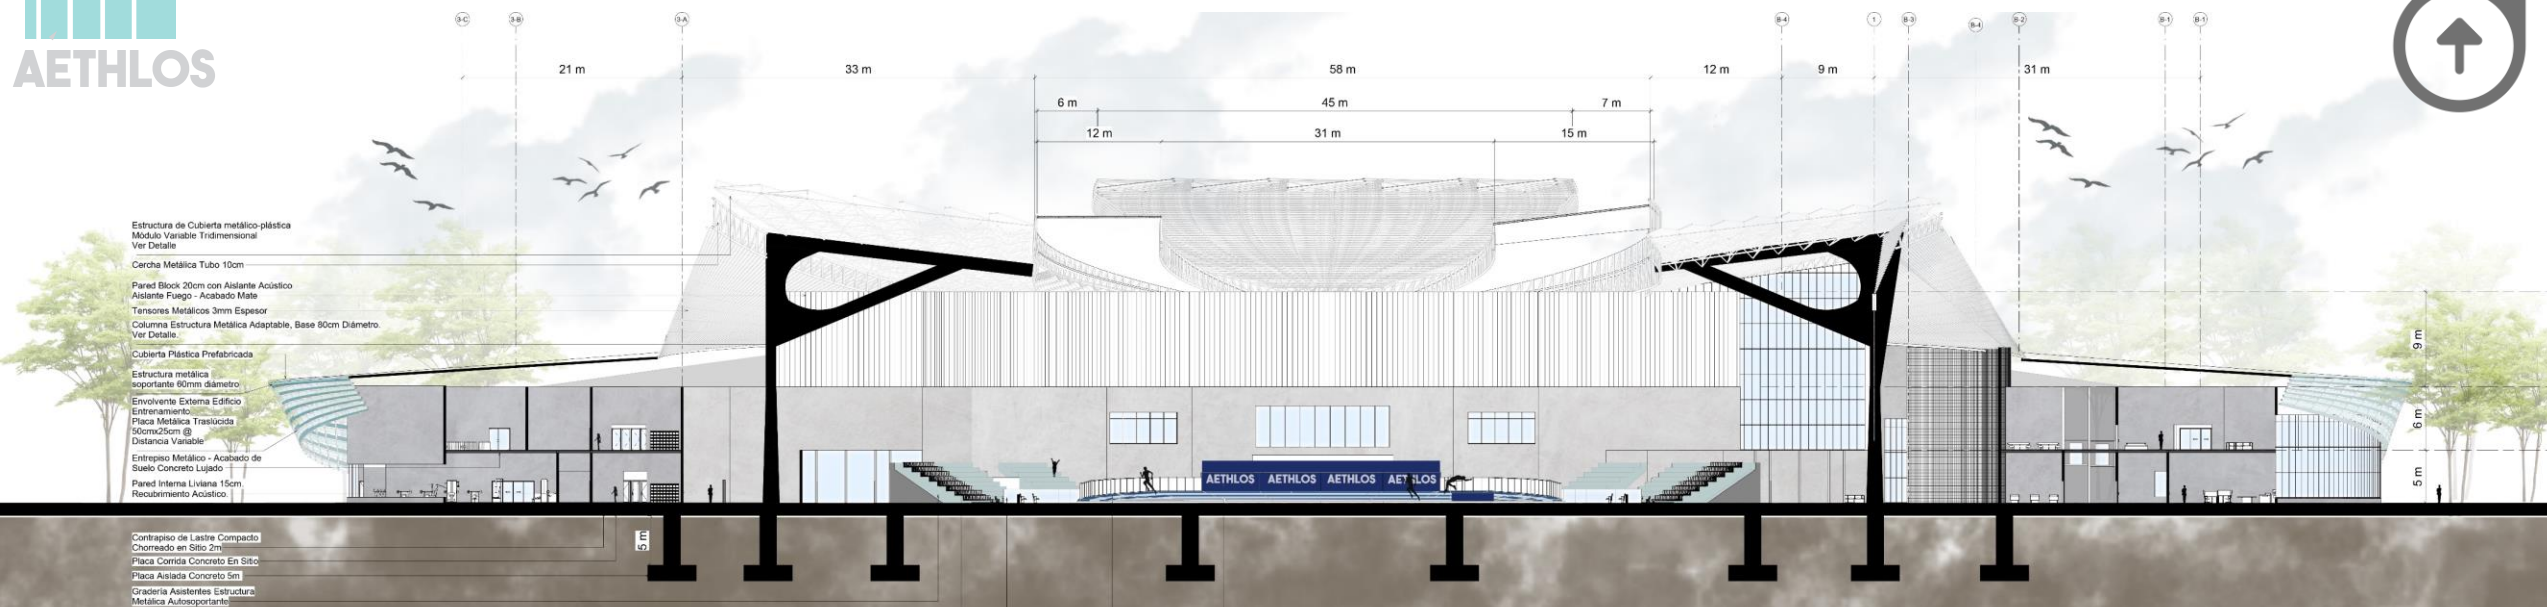 AETHLOS
3-C
3-B
3-A
B-4
1
B-3
B-4
B-2
B-1
B-1
21 m
33 m
58 m
12 m
9 m
31 m
6 m
45 m
7 m
12 m
31 m
15 m
Estructura de Cubierta metálico-plástica
Módulo Variable Tridimensional
Ver Detalle
Cercha Metálica Tubo 10cm
Pared Block 20cm con Aislante Acústico
Aislante Fuego - Acabado Mate
Tensores Metálicos 3mm Espesor
Columna Estructura Metálica Adaptable, Base 80cm Diámetro.
Ver Detalle.
Cubierta Plástica Prefabricada
Estructura metálica
soportante 60mm diámetro
Envolvente Externa Edificio
Entrenamiento
Placa Metálica Traslúcida
50cmx25cm @
Distancia Variable
Entrepiso Metálico - Acabado de
Suelo Concreto Lujado
Pared Interna Liviana 15cm
Recubrimiento Acústico.
AETHLOS AETHLOS AETHLOS AETHLOS
9 m
6 m
5 m
Contrapiso de Lastre Compacto
Chorreado en Sitio 2m
Placa Corrida Concreto En Sitio
Placa Aislada Concreto 5m
Gradería Asistentes Estructura
Metálica Autosoportante
5 m